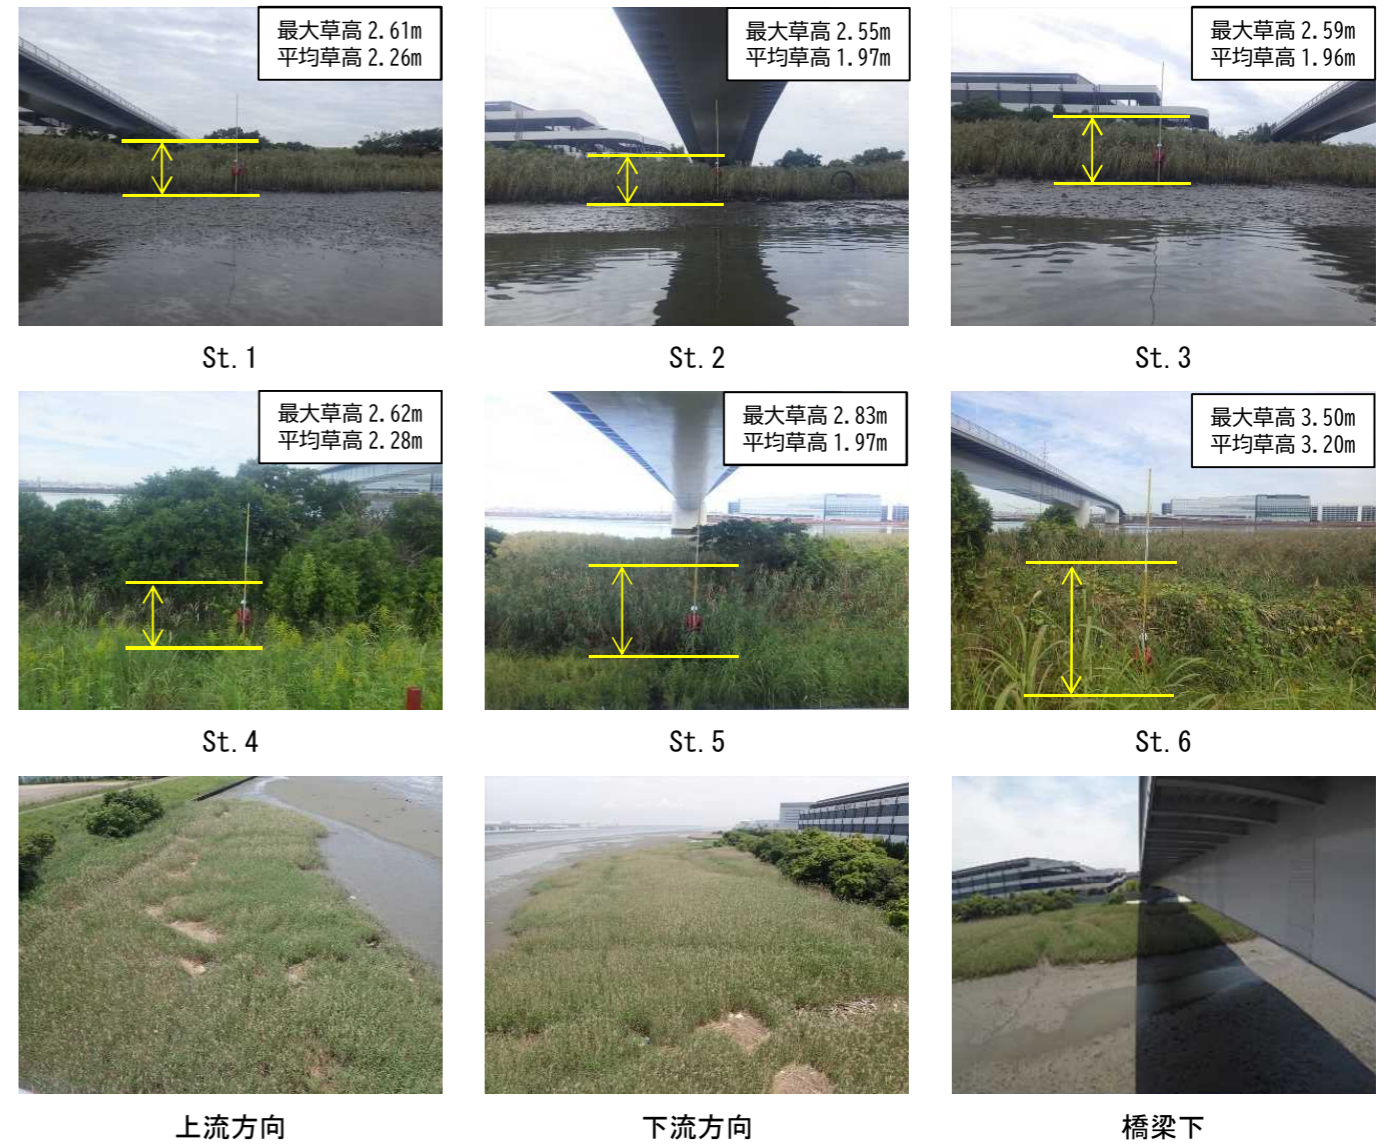 最大草高 2.61m
平均草高 2.26m
最大草高 2.55m
平均草高 1.97m
最大草高 2.59m
平均草高 1.96m
St.1
St.2
St.3
最大草高 2.62m
平均草高 2.28m
最大草高 2.83m
平均草高 1.97m
最大草高 3.50m
平均草高 3.20m
St.4
St.5
St.6
上流方向
下流方向
橋梁下